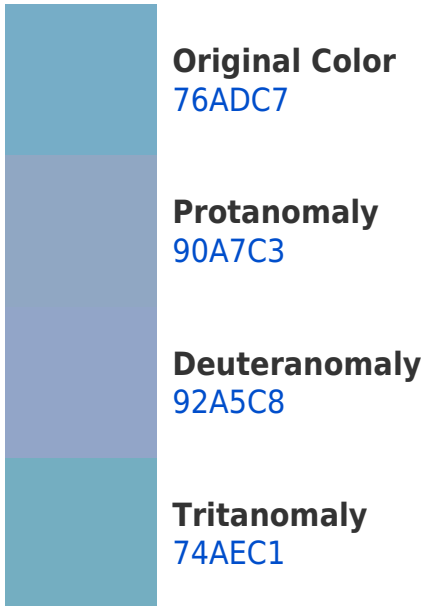 Original Color
76ADC7
Protanomaly
90A7C3
Deuteranomaly
92A5C8
Tritanomaly
74AEC1